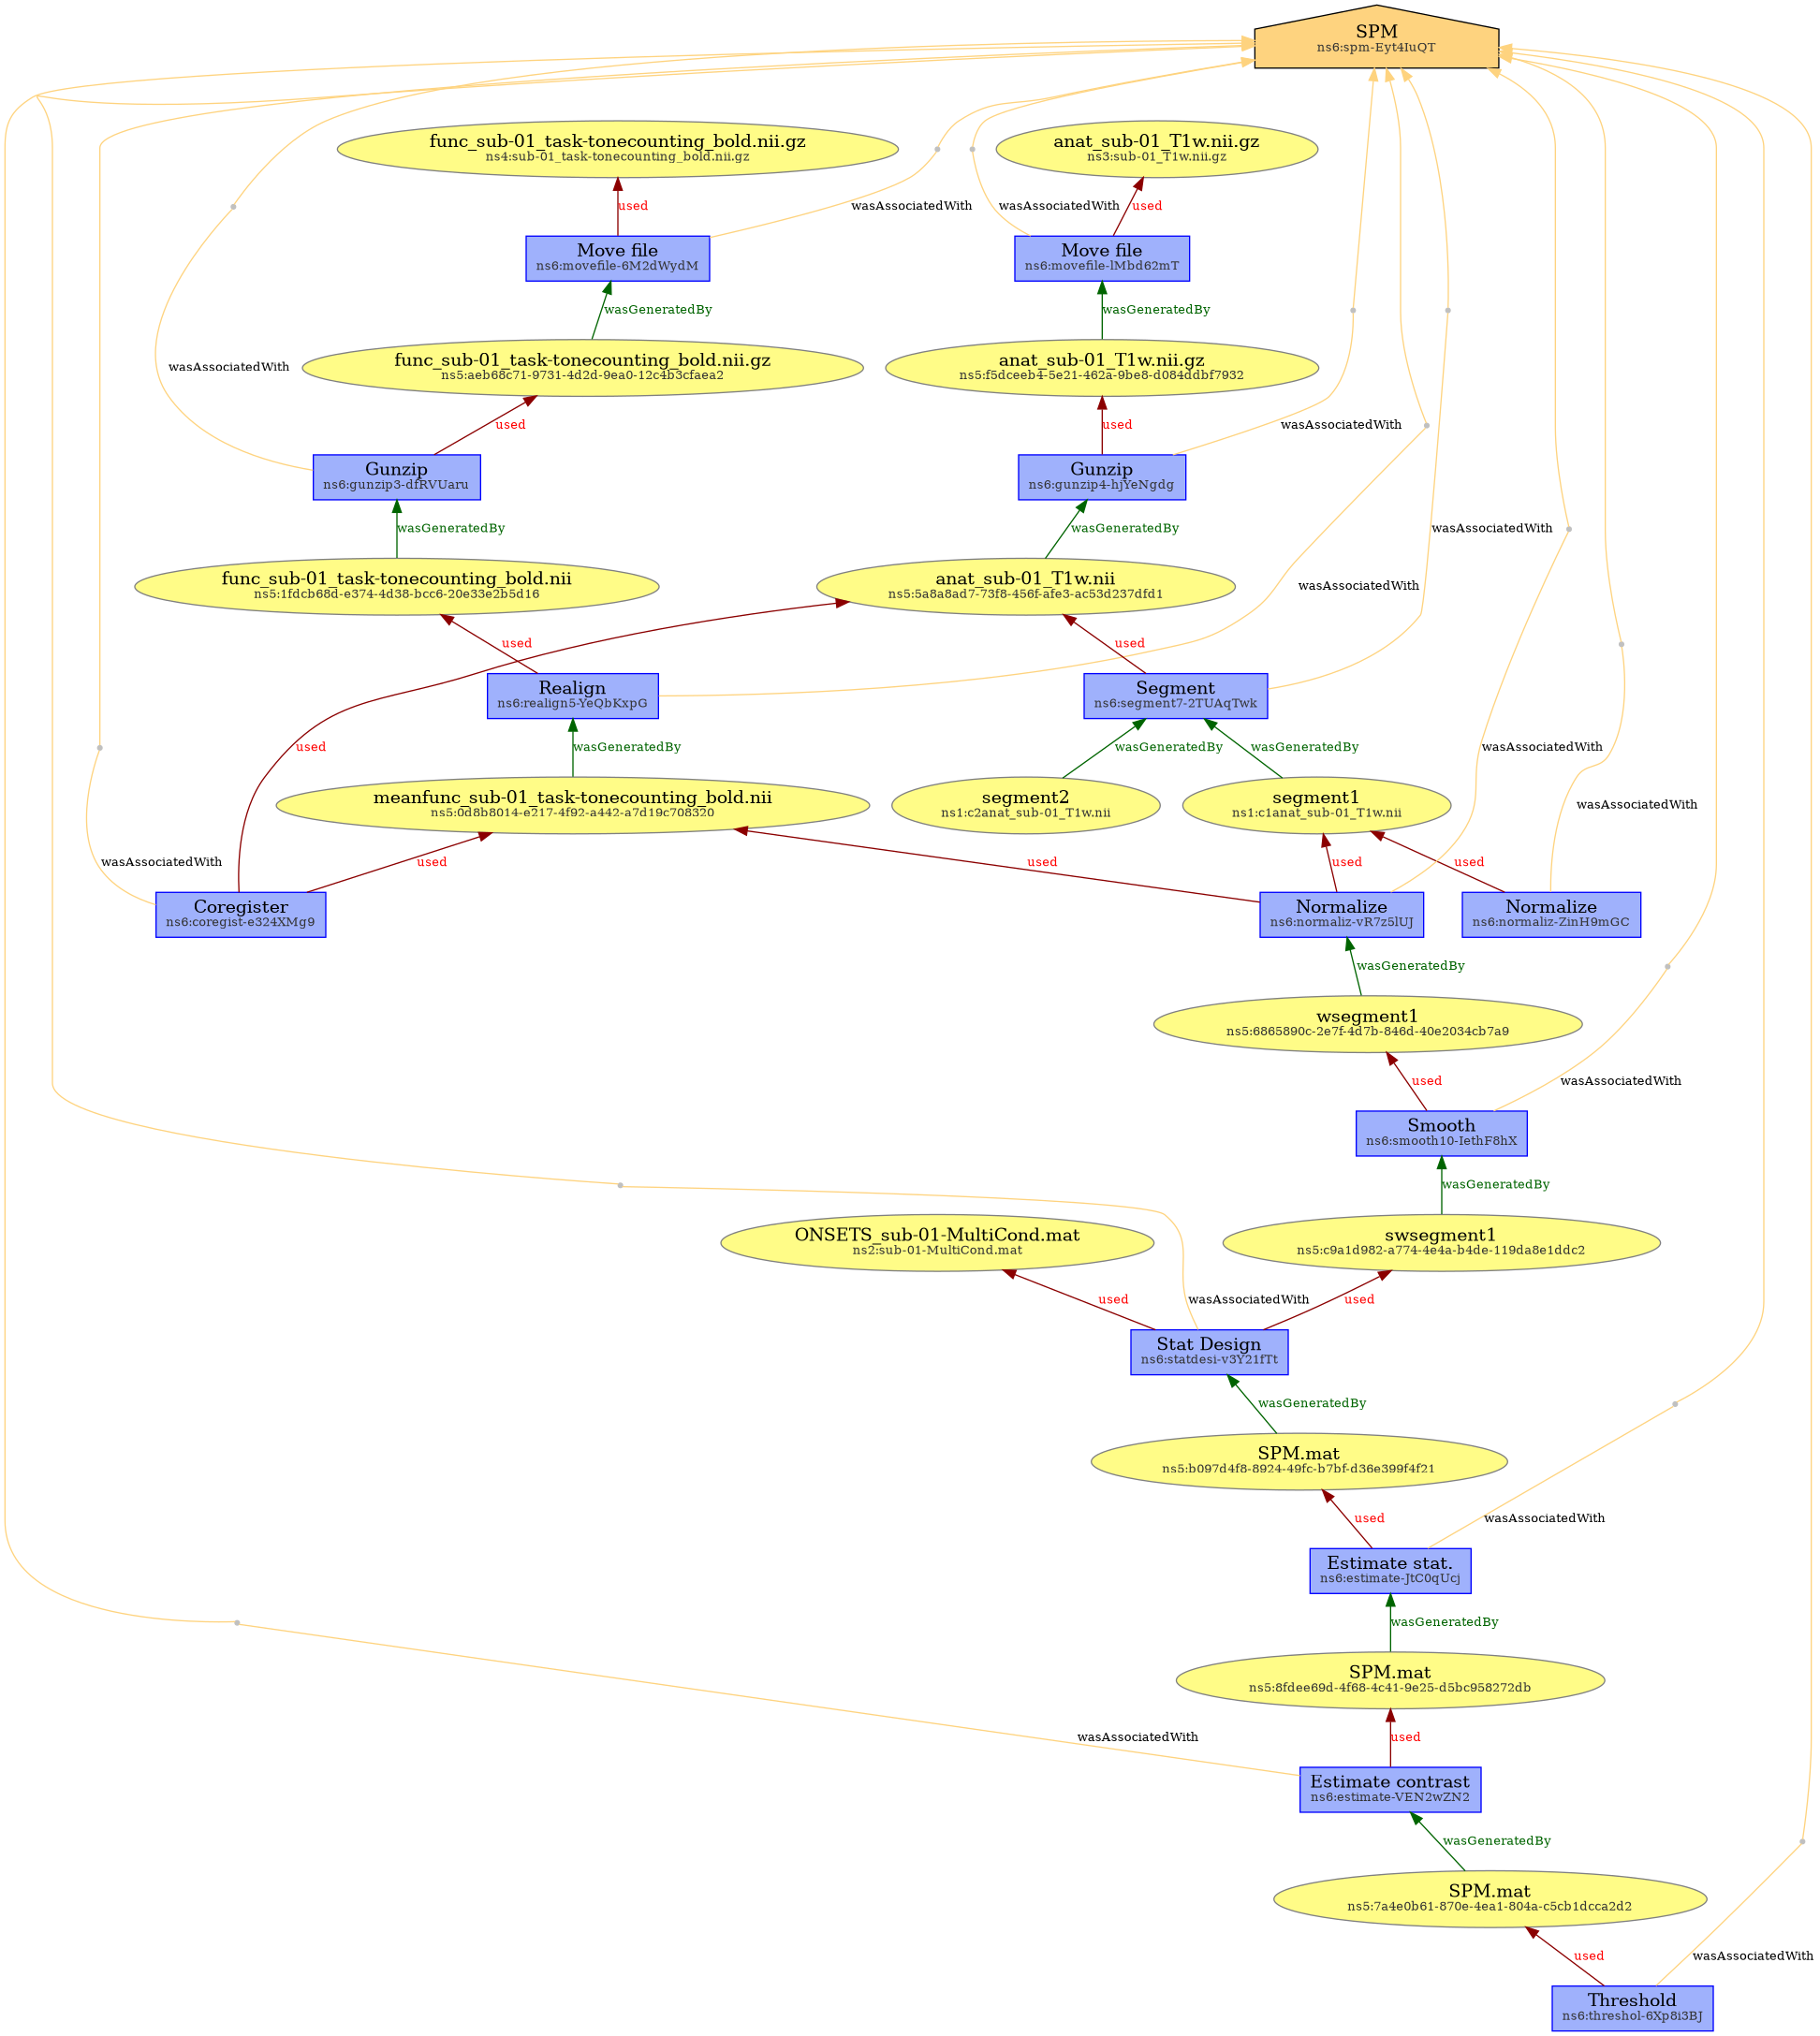 SPM
ns6:spm-Eyt4IuQT
func_sub-01_task-tonecounting_bold.nii.gz
ns4:sub-01_task-tonecounting_bold.nii.gz
anat_sub-01_T1w.nii.gz
ns3:sub-01_T1w.nii.gz
used
wasAssociatedWith
wasAssociatedWith
used
Move file
ns6:movefile-6M2dWydM
Move file
ns6:movefile-lMbd62mT
wasGeneratedBy
wasGeneratedBy
wasAssociatedWith
func_sub-01_task-tonecounting_bold.nii.gz
ns5:aeb68c71-9731-4d2d-9ea0-12c4b3cfaea2
anat_sub-01_T1w.nii.gz
ns5:f5dceeb4-5e21-462a-9be8-d084ddbf7932
used
used
wasAssociatedWith
Gunzip
ns6:gunzip3-dfRVUaru
Gunzip
ns6:gunzip4-hjYeNgdg
wasGeneratedBy
wasGeneratedBy
wasAssociatedWith
func_sub-01_task-tonecounting_bold.nii
ns5:1fdcb68d-e374-4d38-bcc6-20e33e2b5d16
anat_sub-01_T1w.nii
ns5:5a8a8ad7-73f8-456f-afe3-ac53d237dfd1
wasAssociatedWith
used
used
Realign
ns6:realign5-YeQbKxpG
Segment
ns6:segment7-2TUAqTwk
used
wasGeneratedBy
wasGeneratedBy
wasGeneratedBy
wasAssociatedWith
meanfunc_sub-01_task-tonecounting_bold.nii
ns5:0d8b8014-e217-4f92-a442-a7d19c708320
segment2
ns1:c2anat_sub-01_T1w.nii
segment1
ns1:c1anat_sub-01_T1w.nii
wasAssociatedWith
wasAssociatedWith
used
used
used
used
Coregister
ns6:coregist-e324XMg9
Normalize
ns6:normaliz-vR7z5lUJ
Normalize
ns6:normaliz-ZinH9mGC
wasGeneratedBy
wsegment1
ns5:6865890c-2e7f-4d7b-846d-40e2034cb7a9
used
wasAssociatedWith
Smooth
ns6:smooth10-IethF8hX
wasGeneratedBy
ONSETS_sub-01-MultiCond.mat
ns2:sub-01-MultiCond.mat
swsegment1
ns5:c9a1d982-a774-4e4a-b4de-119da8e1ddc2
used
wasAssociatedWith
used
Stat Design
ns6:statdesi-v3Y21fTt
wasGeneratedBy
SPM.mat
ns5:b097d4f8-8924-49fc-b7bf-d36e399f4f21
used
wasAssociatedWith
Estimate stat.
ns6:estimate-JtC0qUcj
wasGeneratedBy
SPM.mat
ns5:8fdee69d-4f68-4c41-9e25-d5bc958272db
wasAssociatedWith
used
Estimate contrast
ns6:estimate-VEN2wZN2
wasGeneratedBy
SPM.mat
ns5:7a4e0b61-870e-4ea1-804a-c5cb1dcca2d2
used
wasAssociatedWith
Threshold
ns6:threshol-6Xp8i3BJ